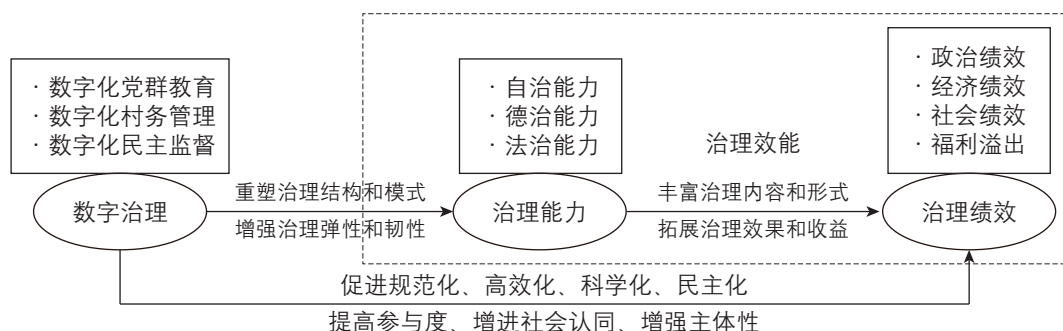 · 数字化党群教育
· 数字化村务管理
· 数字化民主监督
数字治理
重塑治理结构和模式
增强治理弹性和韧性
· 自治能力
· 德治能力
· 法治能力
治理能力
治理效能
丰富治理内容和形式
拓展治理效果和收益
· 政治绩效
· 经济绩效
· 社会绩效
· 福利溢出
治理绩效
促进规范化、高效化、科学化、民主化
提高参与度、增进社会认同、增强主体性